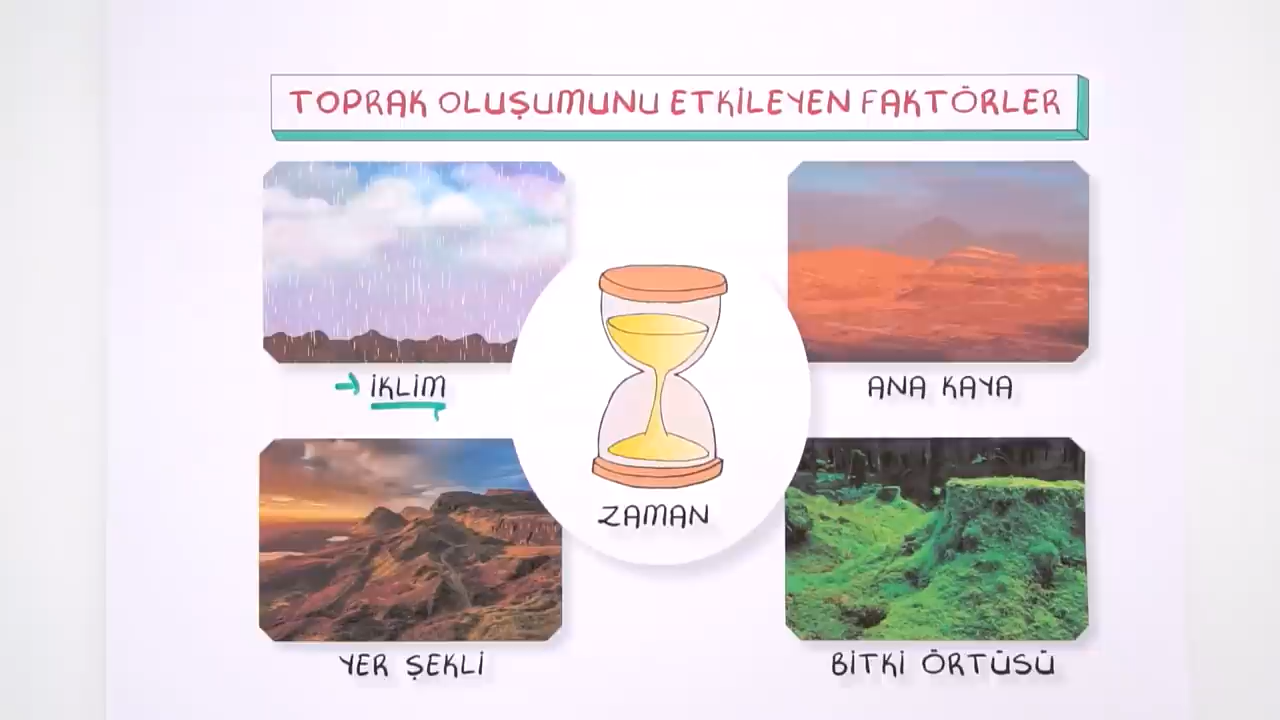 TOPRAK OLUŞUMUNU ETKİLEYEN FAKTÖRLER
İKLİM
ANA KAYA
ZAMAN
YER ŞEKLİ
BİTKİ ÖRTÜSÜ